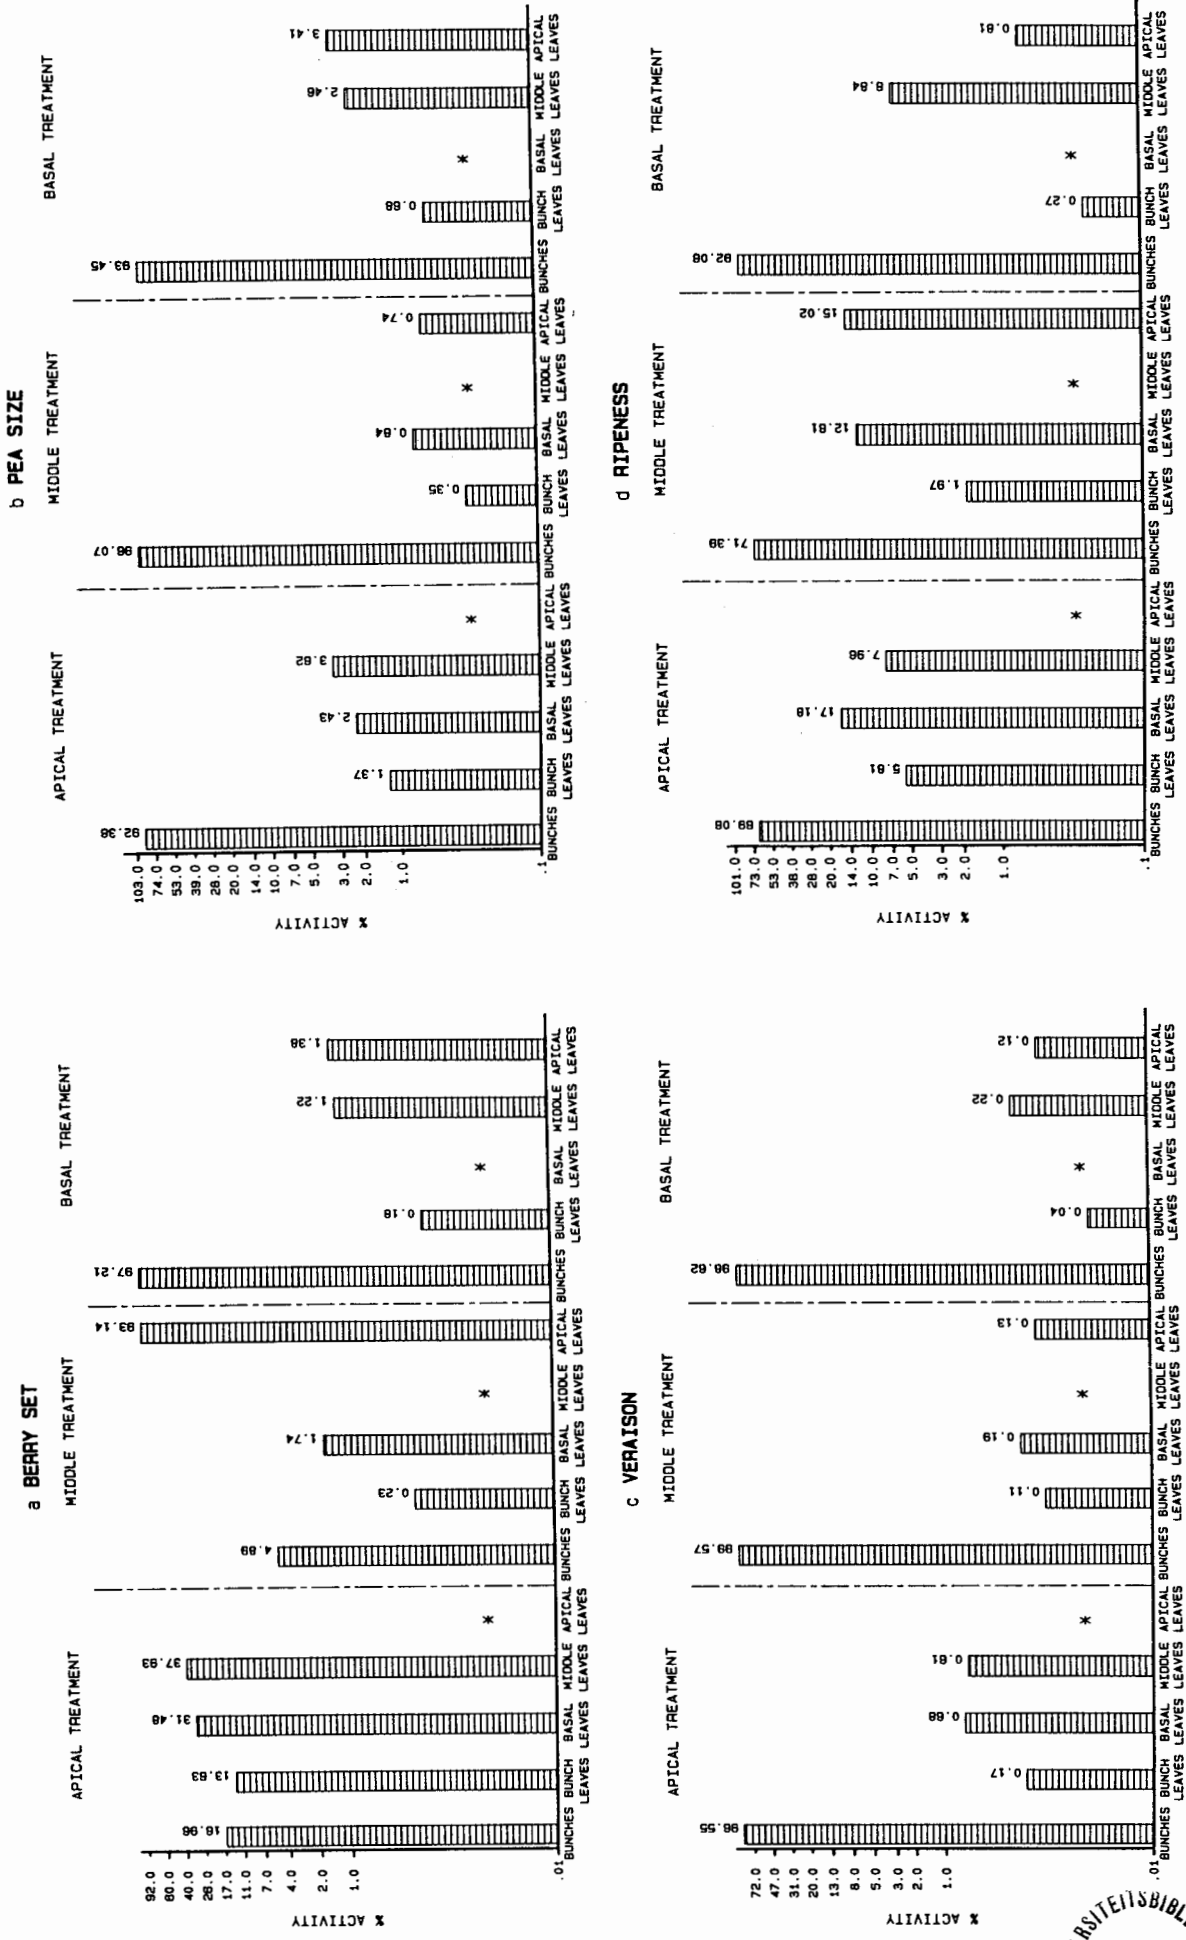 a BERRY SET
APICAL TREATMENT
MIDDLE TREATMENT
BASAL TREATMENT
% ACTIVITY
92.0
60.0
40.0
26.0
17.0
11.0
7.0
4.0
2.0
1.0
.01
16.96 13.63 31.48 37.93 *
4.89 0.23 1.74 * 93.14
97.21 0.18 * 1.22 1.38
BUNCHES BUNCH BASAL MIDDLE APICAL BUNCHES BUNCH BASAL MIDDLE APICAL BUNCHES BUNCH BASAL MIDDLE APICAL
LEAVES LEAVES LEAVES LEAVES LEAVES LEAVES LEAVES LEAVES LEAVES LEAVES LEAVES LEAVES
b PEA SIZE
APICAL TREATMENT
MIDDLE TREATMENT
BASAL TREATMENT
% ACTIVITY
103.0
74.0
53.0
39.0
28.0
20.0
14.0
10.0
7.0
5.0
3.0
2.0
1.0
.1
92.38 1.37 2.43 3.82 *
98.07 0.35 0.84 * 0.74
93.45 0.68 * 2.46 3.41
BUNCHES BUNCH BASAL MIDDLE APICAL BUNCHES BUNCH BASAL MIDDLE APICAL BUNCHES BUNCH BASAL MIDDLE APICAL
LEAVES LEAVES LEAVES LEAVES LEAVES LEAVES LEAVES LEAVES LEAVES LEAVES LEAVES LEAVES
c VERAISON
APICAL TREATMENT
MIDDLE TREATMENT
BASAL TREATMENT
% ACTIVITY
72.0
47.0
31.0
20.0
13.0
8.0
5.0
3.0
2.0
1.0
.01
98.55 0.17 0.68 0.61 *
99.57 0.11 0.19 * 0.13
99.62 0.04 * 0.22 0.12
BUNCHES BUNCH BASAL MIDDLE APICAL BUNCHES BUNCH BASAL MIDDLE APICAL BUNCHES BUNCH BASAL MIDDLE APICAL
LEAVES LEAVES LEAVES LEAVES LEAVES LEAVES LEAVES LEAVES LEAVES LEAVES LEAVES LEAVES
d RIPENESS
APICAL TREATMENT
MIDDLE TREATMENT
BASAL TREATMENT
% ACTIVITY
101.0
73.0
53.0
38.0
28.0
20.0
14.0
10.0
7.0
5.0
3.0
2.0
1.0
.1
69.08 5.81 17.18 7.96 *
71.39 1.97 12.81 * 15.02
92.08 0.27 * 6.84 0.81
BUNCHES BUNCH BASAL MIDDLE APICAL BUNCHES BUNCH BASAL MIDDLE APICAL BUNCHES BUNCH BASAL MIDDLE APICAL
LEAVES LEAVES LEAVES LEAVES LEAVES LEAVES LEAVES LEAVES LEAVES LEAVES LEAVES LEAVES